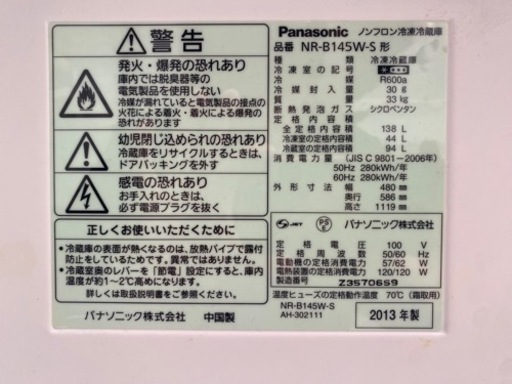 警告
発火・爆発の恐れあり
庫内では脱臭器等の電気製品を使用しない
冷媒が漏れていると電気製品の接点の火花による着火・着火による爆発の恐れあり
幼児閉じ込められの恐れあり
冷蔵庫をリサイクルするときは、ドアパッキングを外す
感電の恐れあり
お手入れのときは、必ず電源プラグを抜く
正しくお使いいただくために
●冷蔵庫の表面が熱くなるのは、放熱パイプで露付防止をしているためです。異常ではありません。
●冷蔵室奥のレバーを「節電」設定にすると、庫内温度が約1〜2℃高くなります。
詳しくは取扱説明書をご覧ください。
パナソニック株式会社 中国製
Panasonic ノンフロン冷凍冷蔵庫
品番 NR-B145W-S 形
種類 冷凍冷蔵庫
冷凍室の記号 ***
冷媒 R600a
冷媒封入量 30 g
質量 33 kg
断熱発泡ガス シクロペンタン
定格内容積
全定格内容積 138 L
冷凍室の定格内容積 44 L
冷蔵室の定格内容積 94 L
消費電力量 (JIS C 9801-2006年)
50Hz 280kWh/年
60Hz 280kWh/年
外形寸法 幅 480 mm
奥行 586 mm
高さ 1119 mm
JET PS E パナソニック株式会社
定格電圧 100 V
定格周波数 50/60 Hz
電動機の定格消費電力 57/62 W
電熱装置の定格消費電力 120/120 W
製造番号 Z3570659
温度ヒューズの定格動作温度 70℃ (霜取用)
NR-B145W-S
AH-302111
2013 年製